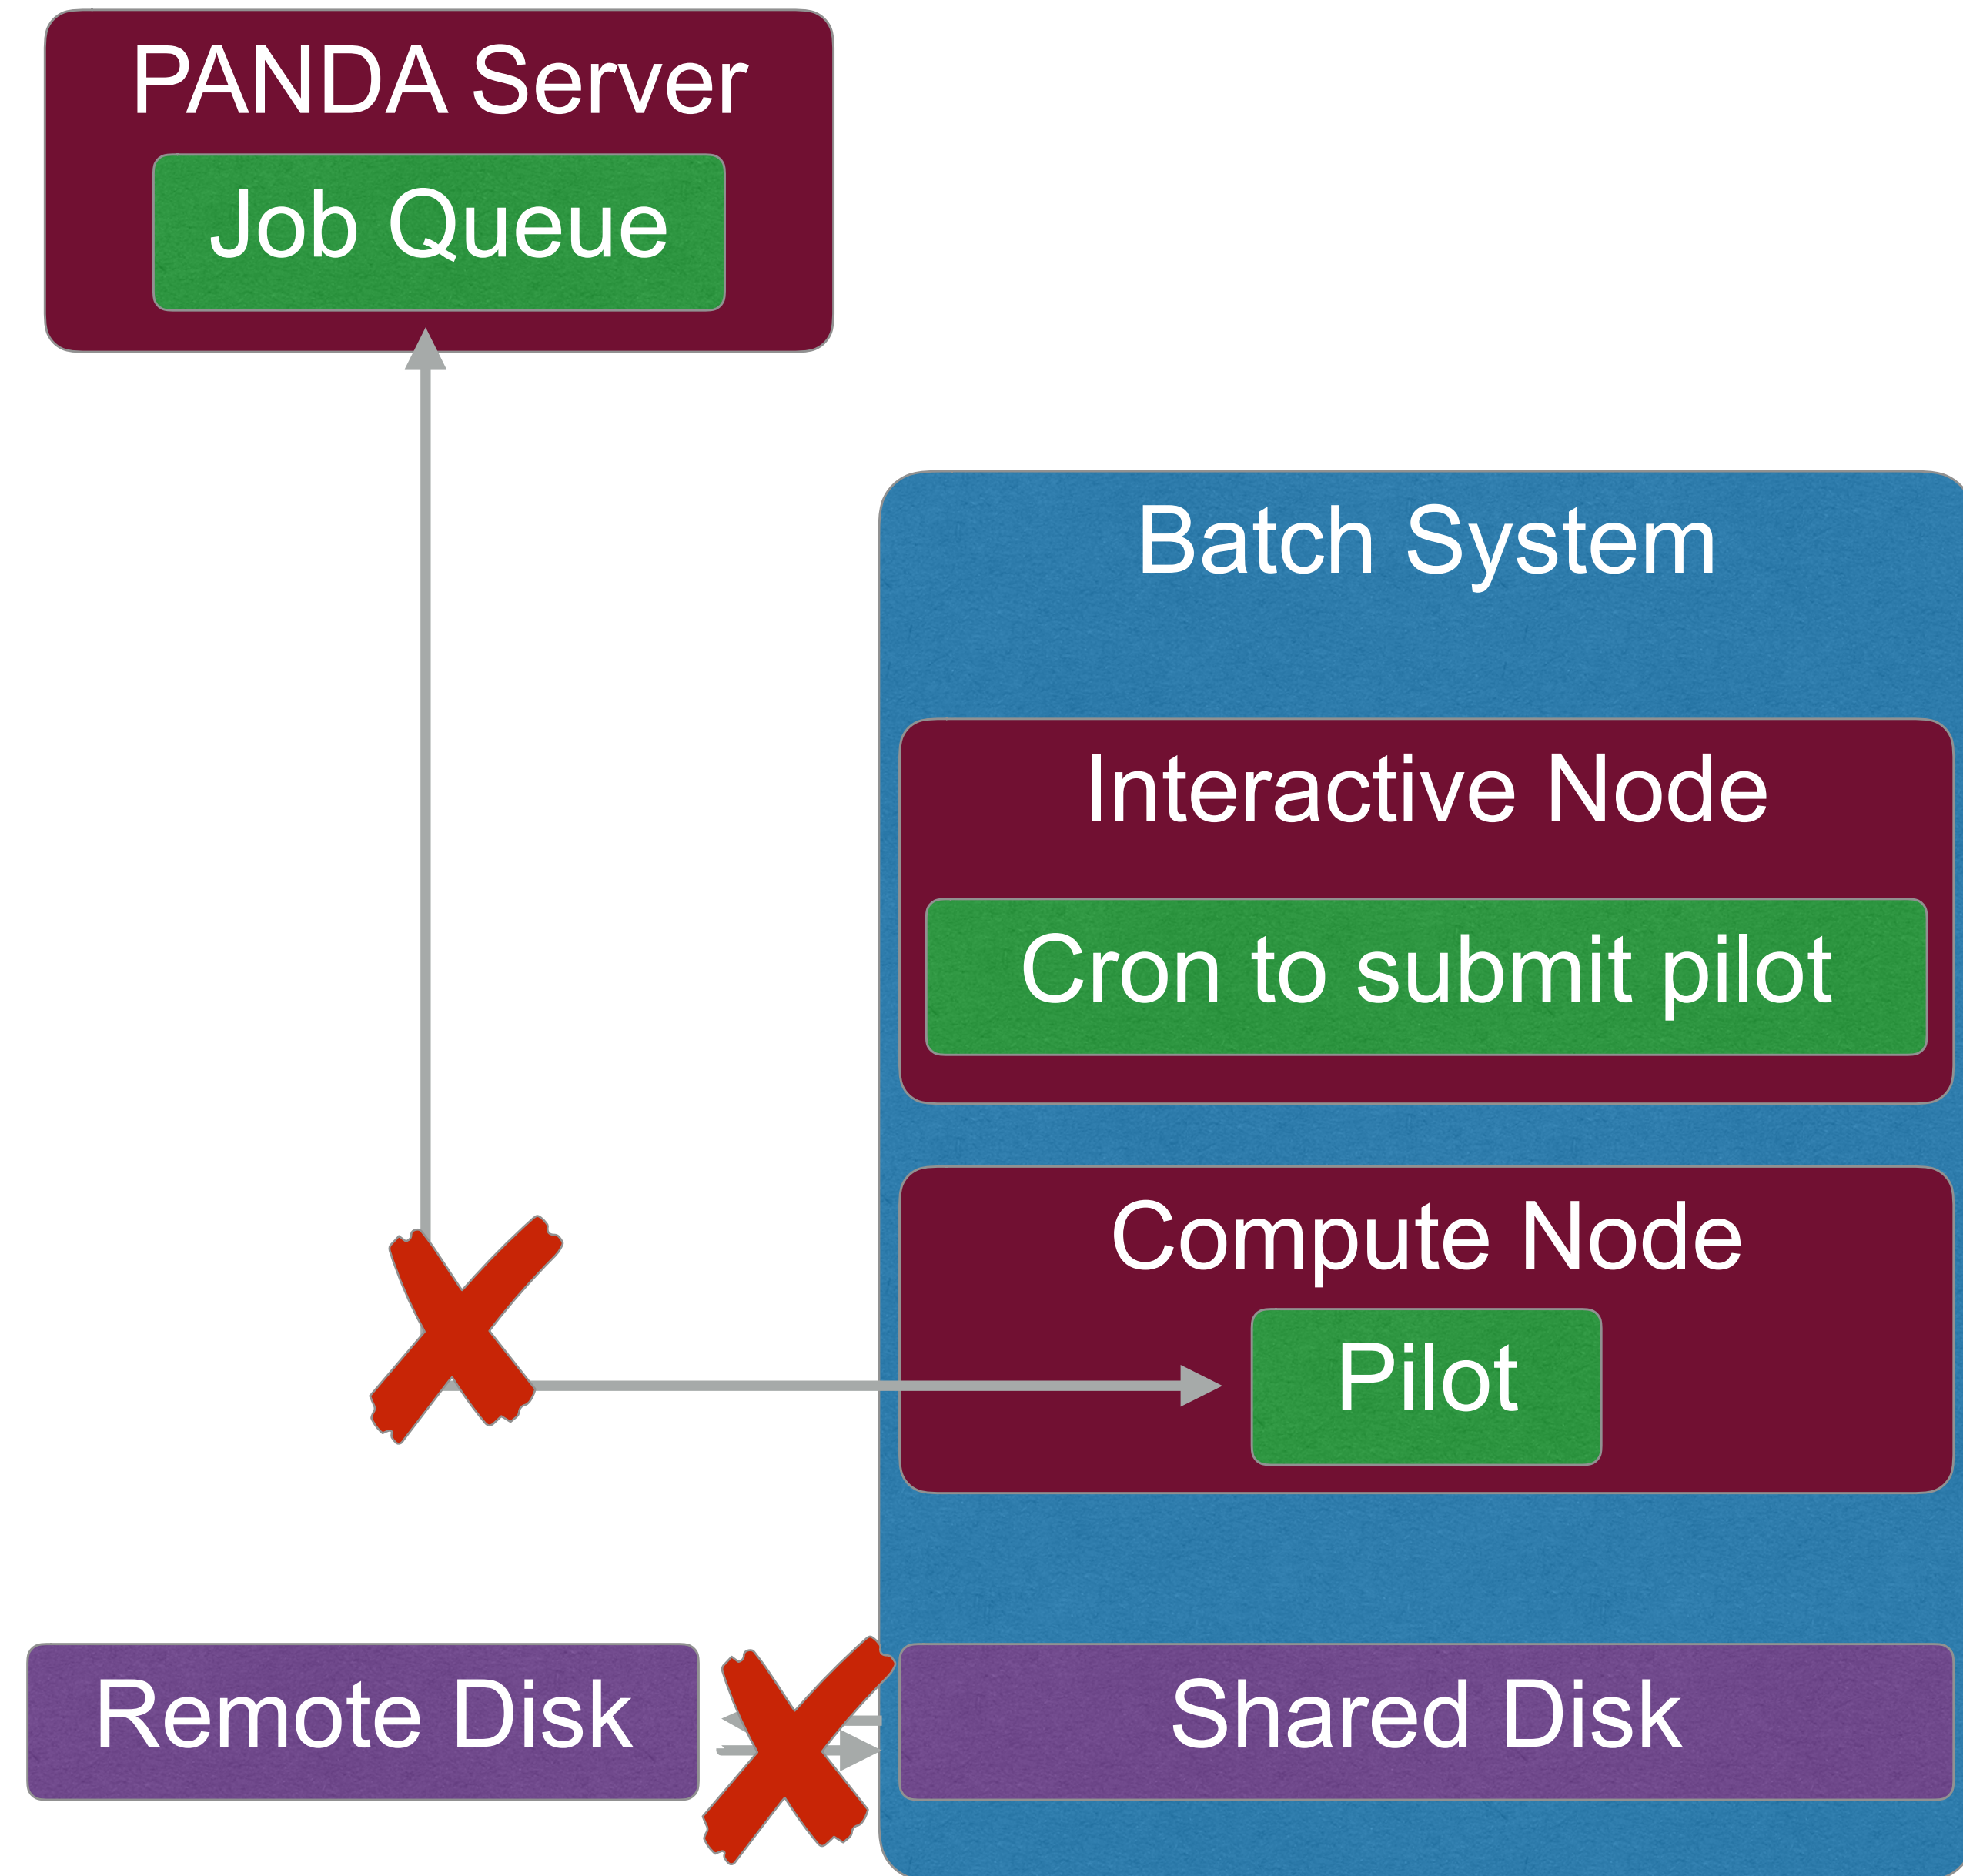 PANDA Server
Job Queue
Batch System
Interactive Node
Cron to submit pilot
Compute Node
Pilot
Remote Disk
Shared Disk